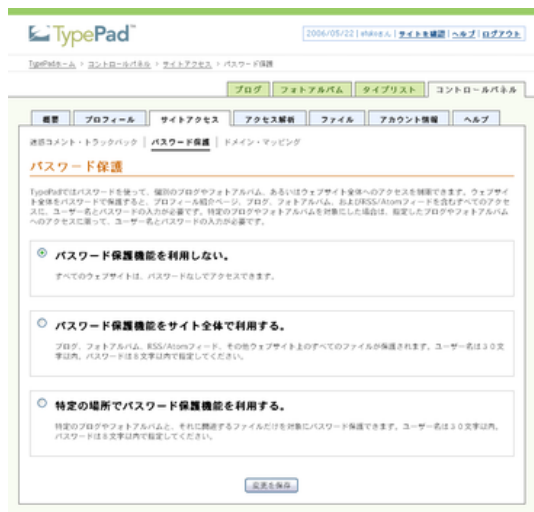 TypePad
2006/05/22 | さん | サイトを確認 | ヘルプ | ログアウト
TypePadホーム > コントロールパネル > サイトアクセス > パスワード保護
ブログ フォトアルバム タイプリスト コントロールパネル
概要 プロフィール サイトアクセス アクセス解析 ファイル アカウント情報 ヘルプ
迷惑コメント・トラックバック | パスワード保護 | ドメイン・マッピング
パスワード保護
TypePadではパスワードを使って、個別のブログやフォトアルバム、あるいはウェブサイト全体へのアクセスを制限できます。ウェブサイ
ト全体をパスワードで保護すると、プロフィール紹介ページ、ブログ、フォトアルバム、およびRSS/Atomフィードを含むすべてのアクセ
スに、ユーザー名とパスワードの入力が必要です。特定のブログやフォトアルバムを対象にした場合は、指定したブログやフォトアルバム
へのアクセスに限って、ユーザー名とパスワードの入力が必要です。
パスワード保護機能を利用しない。
すべてのウェブサイトは、パスワードなしでアクセスできます。
パスワード保護機能をサイト全体で利用する。
ブログ、フォトアルバム、RSS/Atomフィード、その他ウェブサイト上のすべてのファイルが保護されます。ユーザー名は30文
字以内、パスワードは8文字以内で指定してください。
特定の場所でパスワード保護機能を利用する。
特定のブログやフォトアルバムと、それに関連するファイルだけを対象にパスワード保護できます。ユーザー名は30文字以内、
パスワードは8文字以内で指定してください。
変更を保存